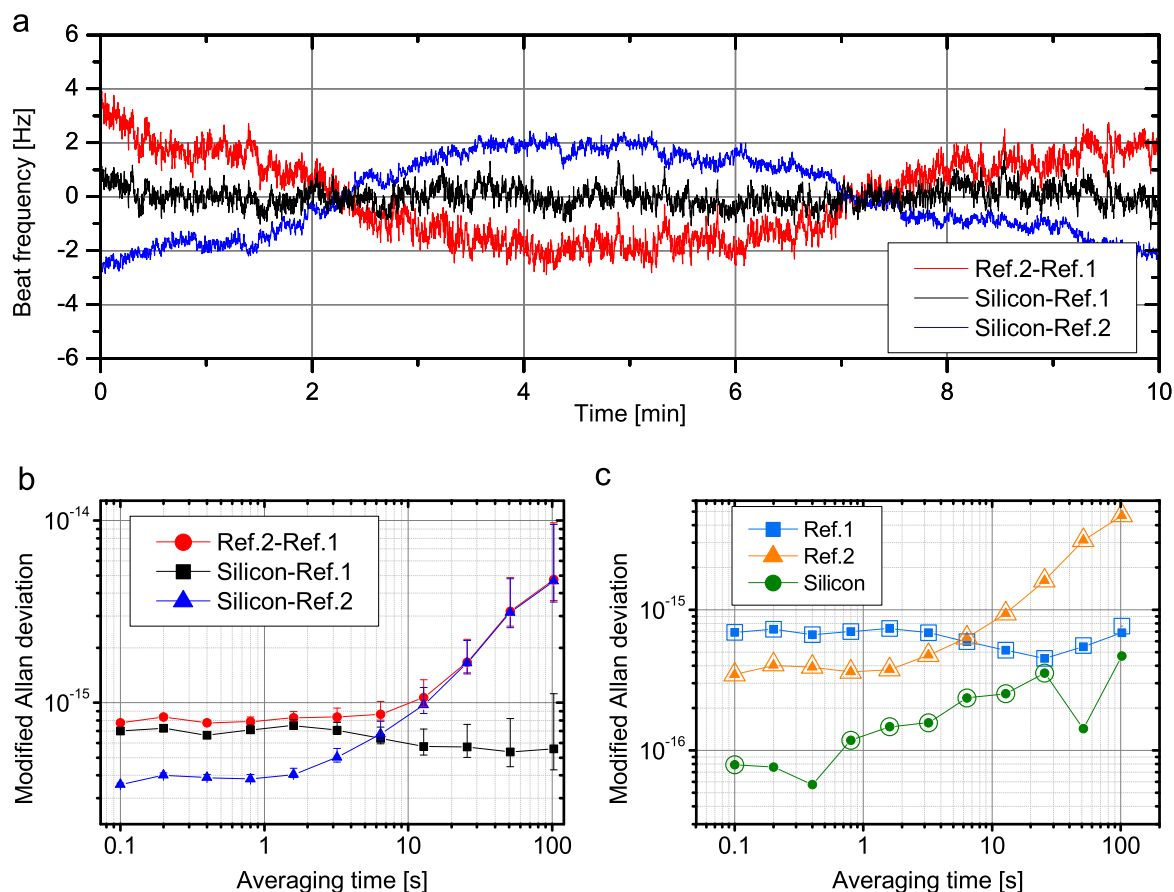 a
6
4
2
0
-2
-4
-6
Beat frequency [Hz]
Ref.2-Ref.1
Silicon-Ref.1
Silicon-Ref.2
0 2 4 6 8 10
Time [min]
b
10-14
10-15
Modified Allan deviation
Ref.2-Ref.1
Silicon-Ref.1
Silicon-Ref.2
0.1 1 10 100
Averaging time [s]
c
10-15
10-16
Modified Allan deviation
Ref.1
Ref.2
Silicon
0.1 1 10 100
Averaging time [s]